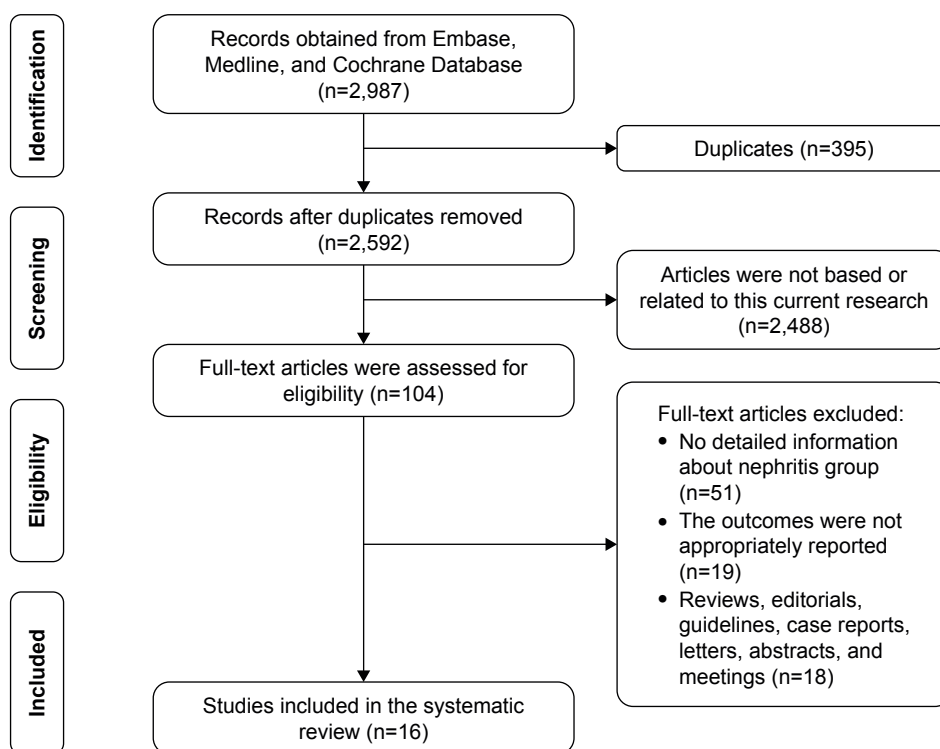 Identification
Records obtained from Embase,
Medline, and Cochrane Database
(n=2,987)
Duplicates (n=395)
Screening
Records after duplicates removed
(n=2,592)
Articles were not based or
related to this current research
(n=2,488)
Full-text articles were assessed for
eligibility (n=104)
Eligibility
Full-text articles excluded:
• No detailed information
about nephritis group
(n=51)
• The outcomes were not
appropriately reported
(n=19)
• Reviews, editorials,
guidelines, case reports,
letters, abstracts, and
meetings (n=18)
Included
Studies included in the systematic
review (n=16)